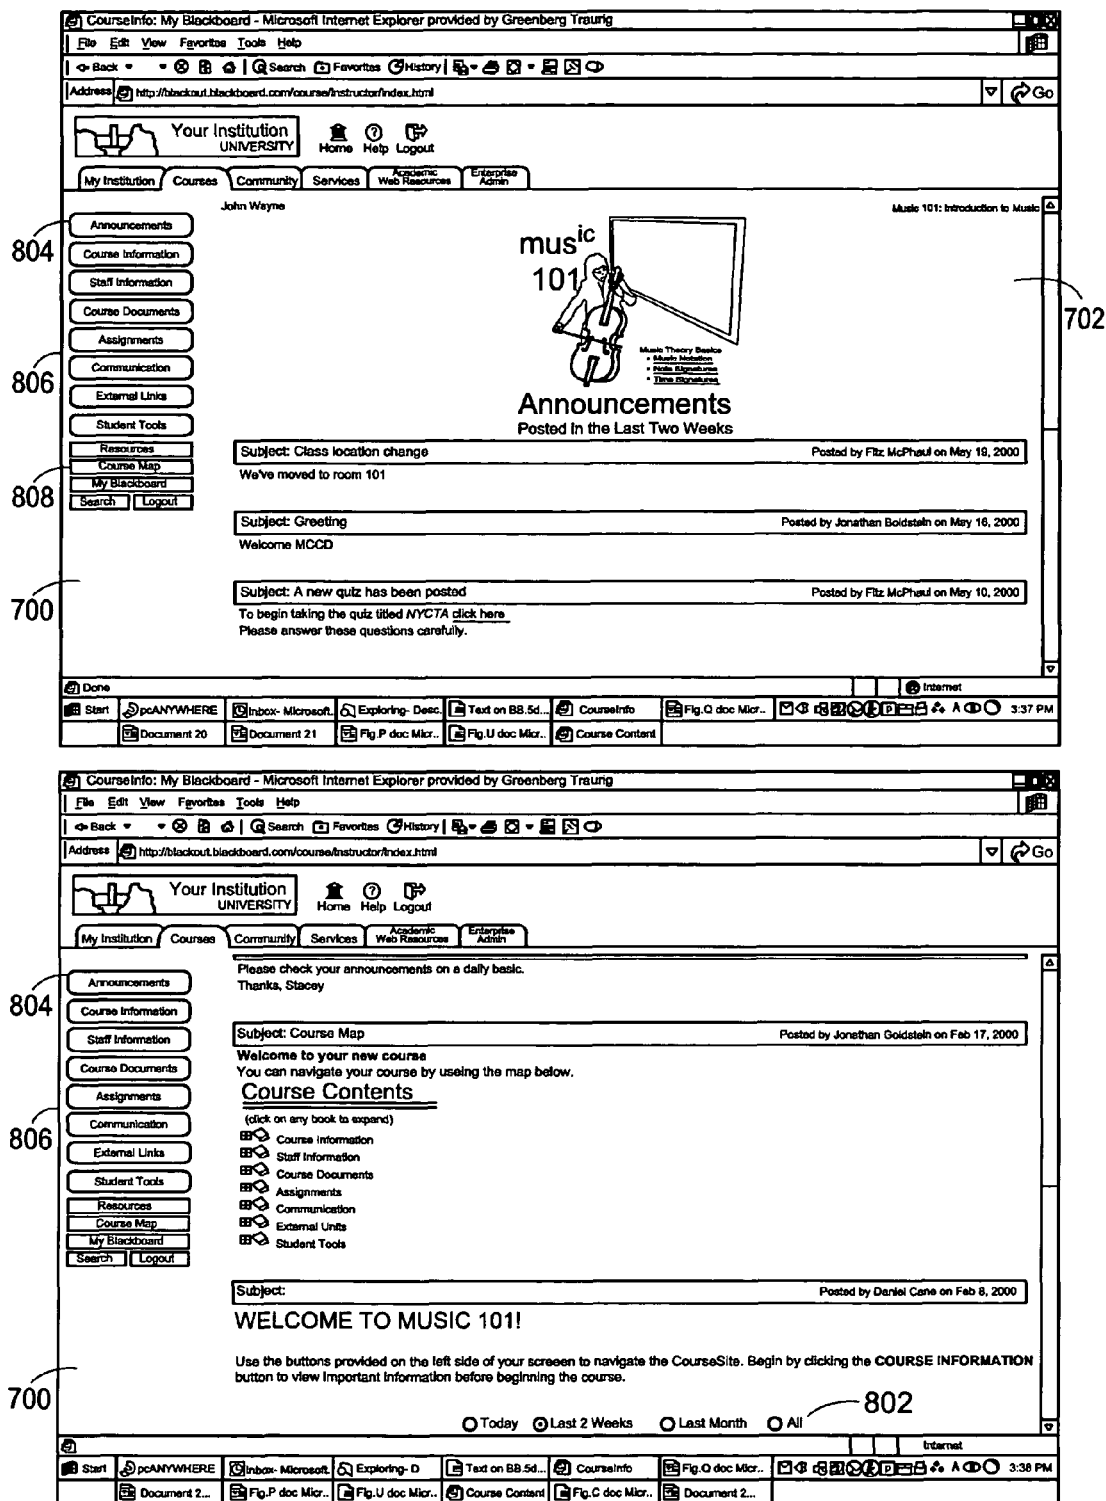 CourseInfo: My Blackboard - Microsoft Internet Explorer provided by Greenberg Traurig
File Edit View Favorites Tools Help
Back Search Favorites History
Address http://blackout.blackboard.com/course/instructor/index.html Go
Your Institution
UNIVERSITY
Home Help Logout
My Institution Courses Community Services Academic Web Resources Enterprise Admin
John Wayne Music 101: Introduction to Music
804
Announcements
Course Information
Staff Information
Course Documents
Assignments
806
Communication
External Links
Student Tools
Resources
808
Course Map
My Blackboard
Search Logout
700
702
music
101
Music Theory Basics
• Music Notation
• Note Signatures
• Time Signatures
Announcements
Posted in the Last Two Weeks
Subject: Class location change Posted by Fitz McPhaul on May 19, 2000
We've moved to room 101
Subject: Greeting Posted by Jonathan Boldstein on May 16, 2000
Welcome MCCD
Subject: A new quiz has been posted Posted by Fitz McPhaul on May 10, 2000
To begin taking the quiz titled NYCTA click here
Please answer these questions carefully.
Done Internet
Start pcANYWHERE Inbox- Microsoft. Exploring- Desc. Text on BB.5d... CourseInfo Fig.Q doc Micr.. 3:37 PM
Document 20 Document 21 Fig.P doc Micr.. Fig.U doc Micr.. Course Content
CourseInfo: My Blackboard - Microsoft Internet Explorer provided by Greenberg Traurig
File Edit View Favorites Tools Help
Back Search Favorites History
Address http://blackout.blackboard.com/course/instructor/index.html Go
Your Institution
UNIVERSITY
Home Help Logout
My Institution Courses Community Services Academic Web Resources Enterprise Admin
804
Announcements
Course Information
Staff Information
Course Documents
Assignments
806
Communication
External Links
Student Tools
Resources
Course Map
My Blackboard
Search Logout
700
Please check your announcements on a daily basic.
Thanks, Stacey
Subject: Course Map Posted by Jonathan Goldstein on Feb 17, 2000
Welcome to your new course
You can navigate your course by useing the map below.
Course Contents
(click on any book to expand)
Course Information
Staff Information
Course Documents
Assignments
Communication
External Units
Student Tools
Subject: Posted by Daniel Cane on Feb 8, 2000
WELCOME TO MUSIC 101!
Use the buttons provided on the left side of your screeen to navigate the CourseSite. Begin by clicking the COURSE INFORMATION
button to view important information before beginning the course.
802
Today Last 2 Weeks Last Month All
Internet
Start pcANYWHERE Inbox- Microsoft. Exploring- D Text on BB.5d... CourseInfo Fig.Q doc Micr.. 3:38 PM
Document 2... Fig.P doc Micr.. Fig.U doc Micr.. Course Content Fig.C doc Micr.. Document 2...